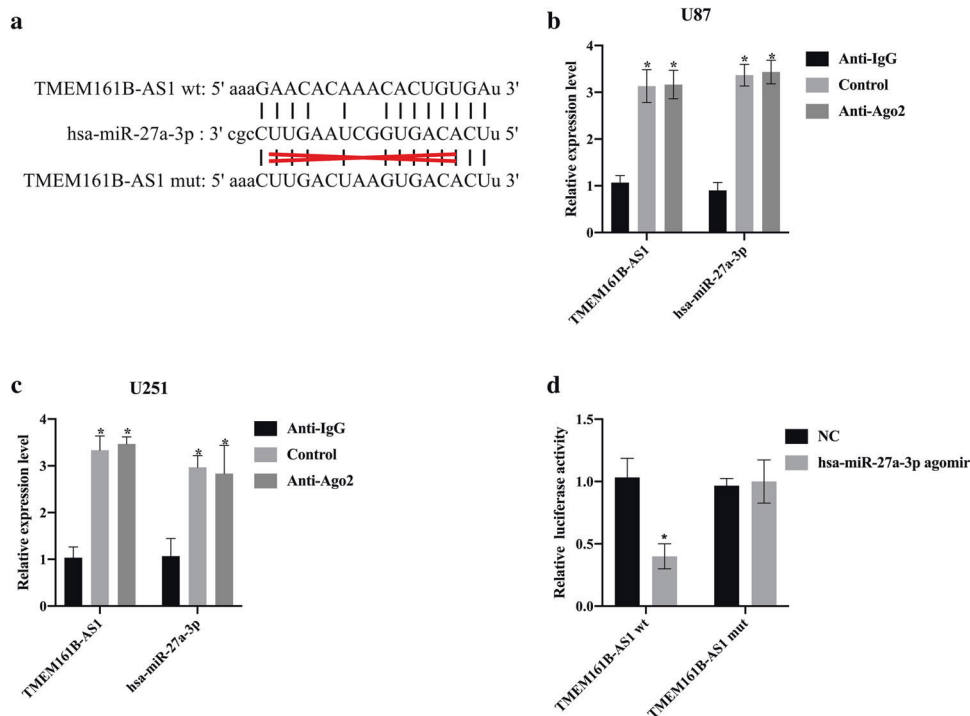 a
TMEM161B-AS1 wt: 5' aaaGAACACAAACACUGUGAu 3'
hsa-miR-27a-3p : 3' cgcCUUGAAUCGGUGACACUu 5'
TMEM161B-AS1 mut: 5' aaaCUUGACUAAGUGACACUu 3'
b
U87
Relative expression level
4
3
2
1
0
*
*
*
*
TMEM161B-AS1
hsa-miR-27a-3p
Anti-IgG
Control
Anti-Ago2
c
U251
Relative expression level
4
3
2
1
0
*
*
*
*
TMEM161B-AS1
hsa-miR-27a-3p
Anti-IgG
Control
Anti-Ago2
d
Relative luciferase activity
1.5
1.0
0.5
0.0
*
TMEM161B-AS1 wt
TMEM161B-AS1 mut
NC
hsa-miR-27a-3p agomir